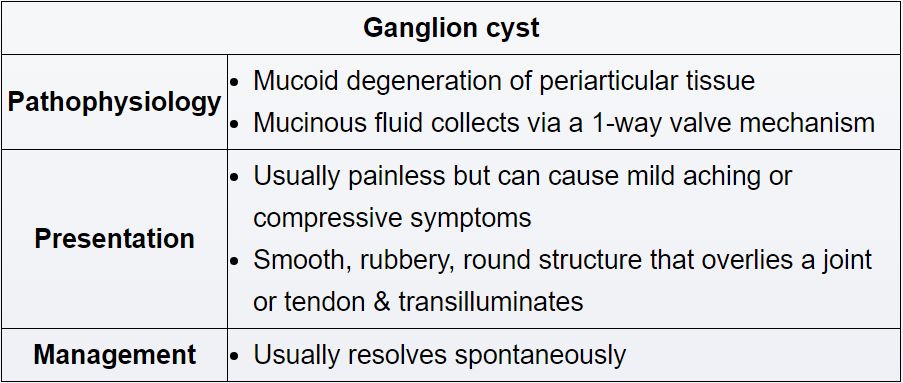 Ganglion cyst
Pathophysiology
• Mucoid degeneration of periarticular tissue
• Mucinous fluid collects via a 1-way valve mechanism
Presentation
• Usually painless but can cause mild aching or
compressive symptoms
• Smooth, rubbery, round structure that overlies a joint
or tendon & transilluminates
Management
• Usually resolves spontaneously